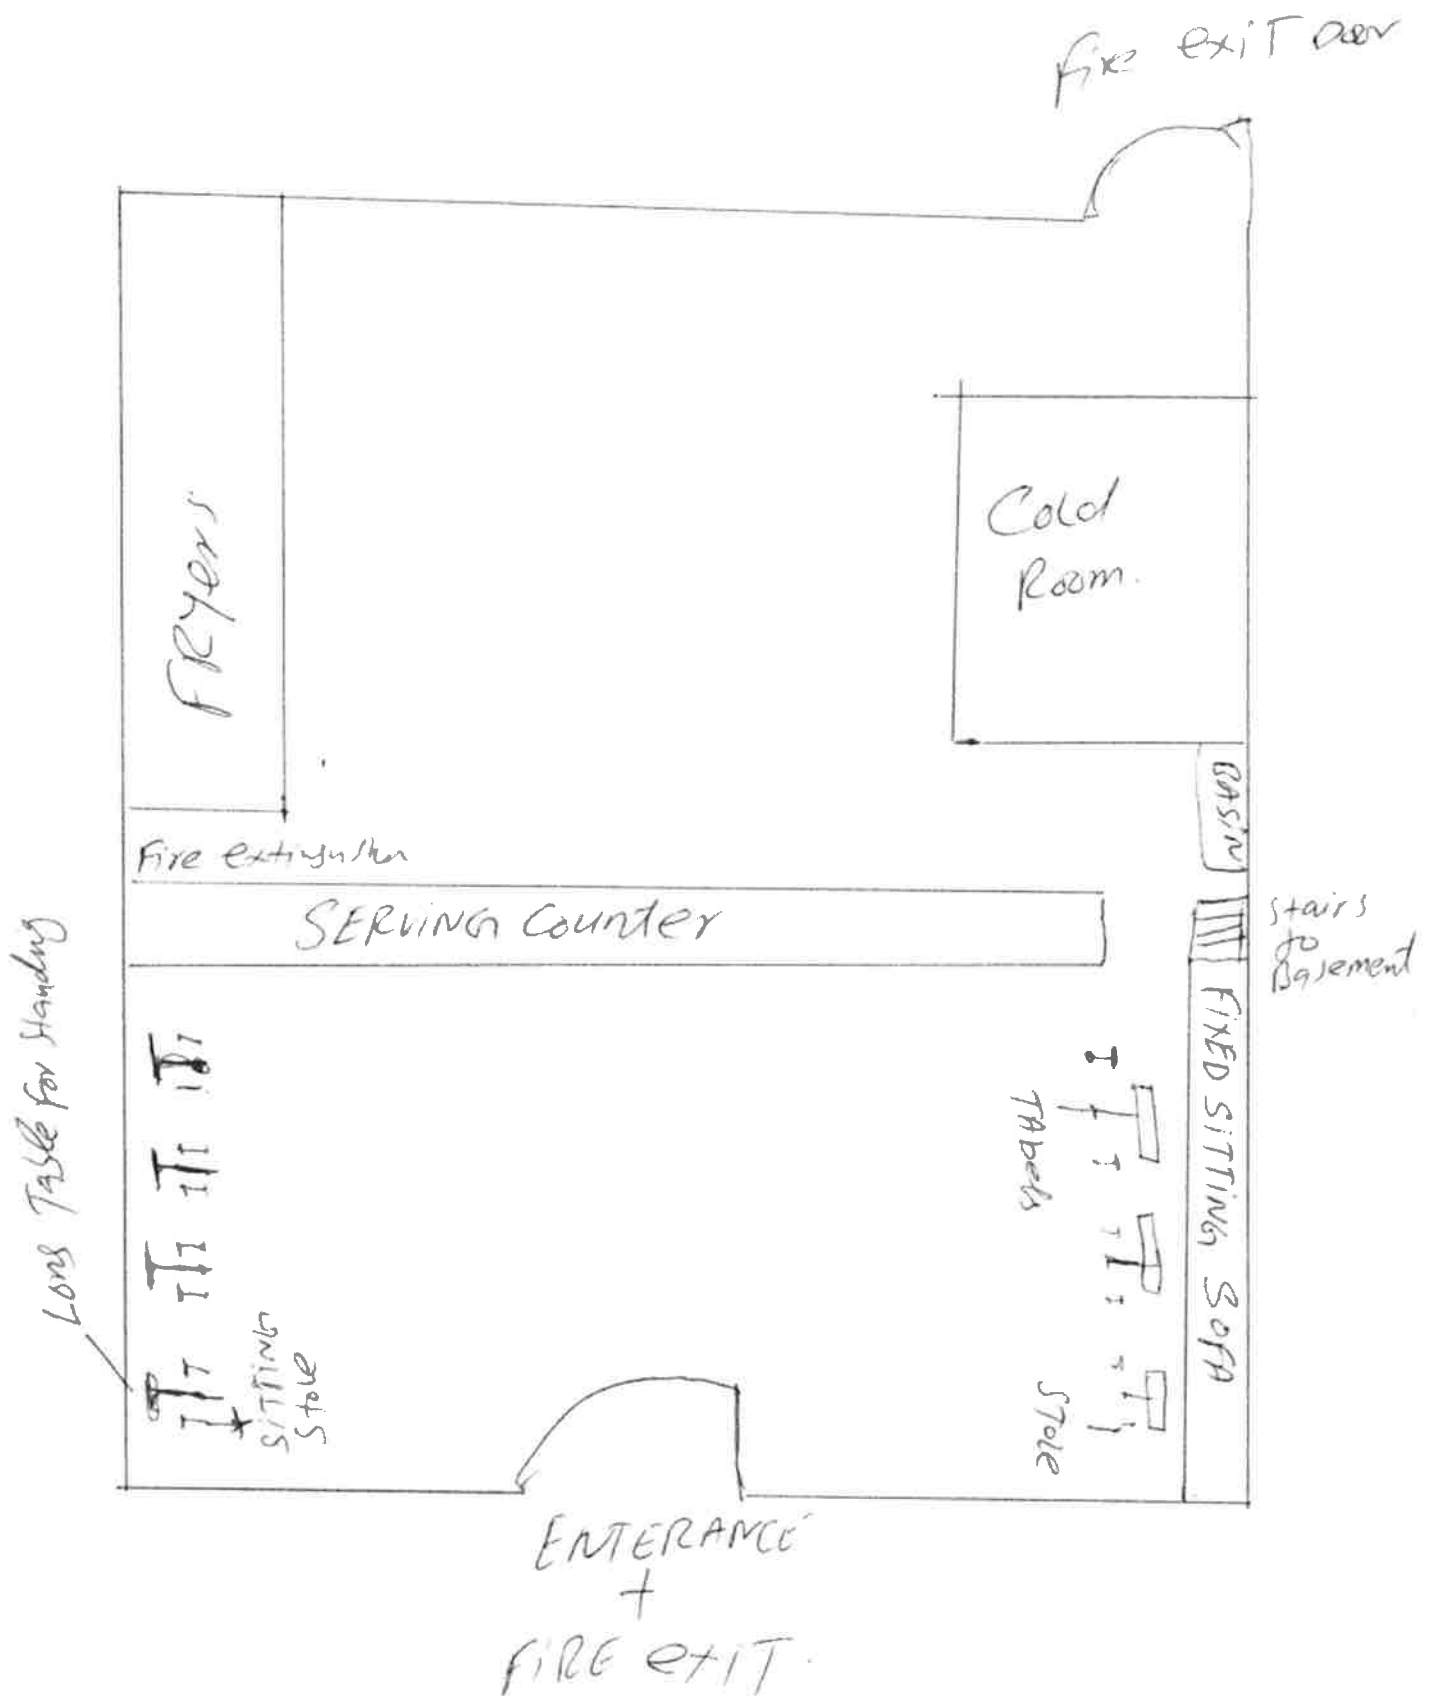 Fire exiT Door
FRyers
Cold
Room.
BASiN
Fire extinguisher
SERViNG Counter
Stairs
to
Basement
FIXED SiTTiNG SOFA
Long Table For Standing
TAbels
SiTTiNG
Stole
STOLE
ENTERANCE
+
FiRE exiT.